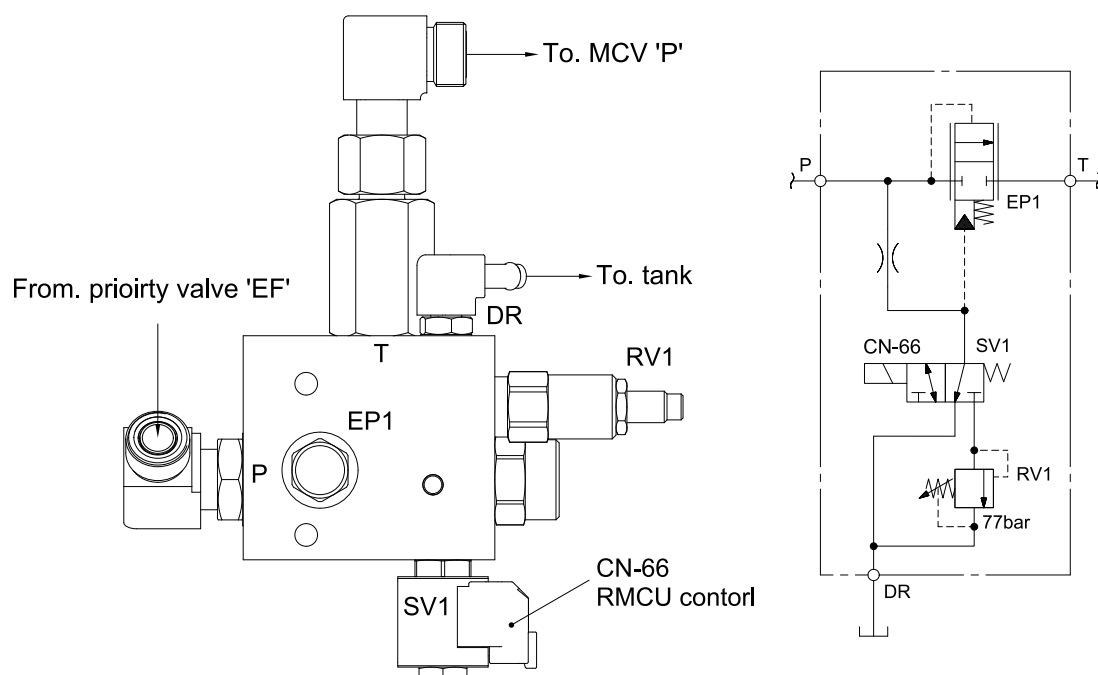 To. MCV 'P'
To. tank
From. prioirty valve 'EF'
DR
T
RV1
EP1
P
CN-66
RMCU contorl
SV1
P
T
EP1
CN-66
SV1
RV1
77bar
DR